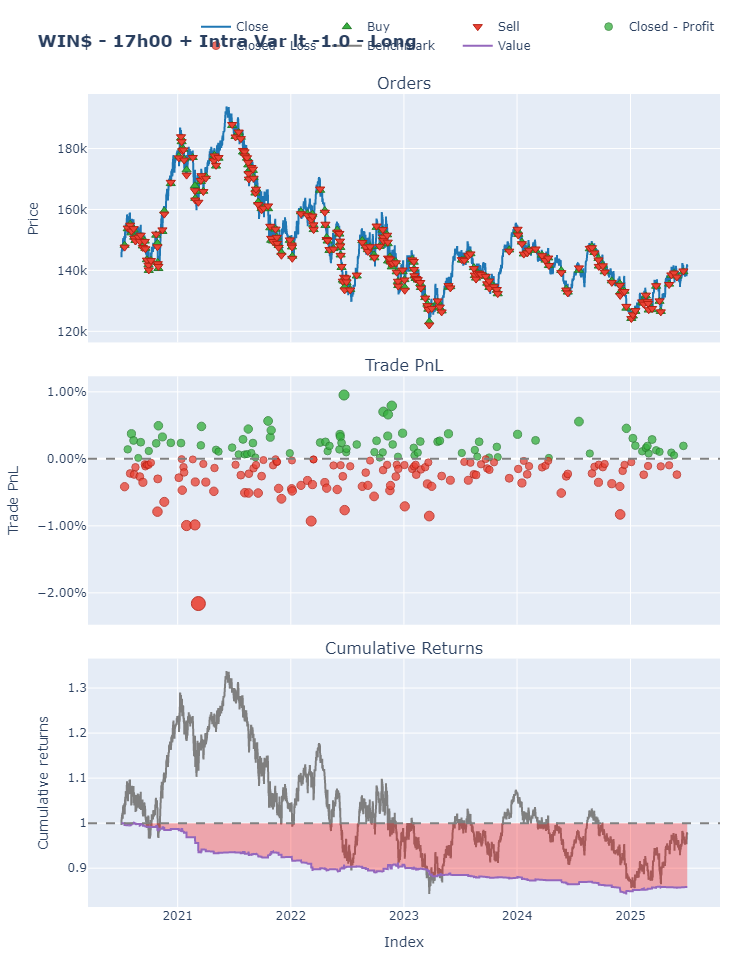 Close Buy Sell Closed - Profit
WIN$ - 17h00 + Intra Var lt -1.0 - Long
Closed - Loss Benchmark Value
Orders
180k
160k
140k
120k
Price
Trade PnL
1.00%
0.00%
−1.00%
−2.00%
Trade PnL
Cumulative Returns
1.3
1.2
1.1
1
0.9
Cumulative returns
2021 2022 2023 2024 2025
Index